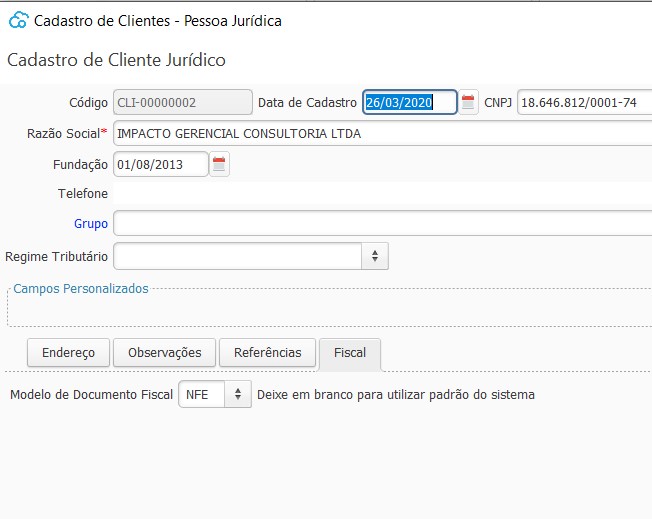 Cadastro de Clientes - Pessoa Jurídica
Cadastro de Cliente Jurídico
Código CLI-00000002 Data de Cadastro 26/03/2020 CNPJ 18.646.812/0001-74
Razão Social* IMPACTO GERENCIAL CONSULTORIA LTDA
Fundação 01/08/2013
Telefone
Grupo
Regime Tributário
Campos Personalizados
Endereço Observações Referências Fiscal
Modelo de Documento Fiscal NFE Deixe em branco para utilizar padrão do sistema